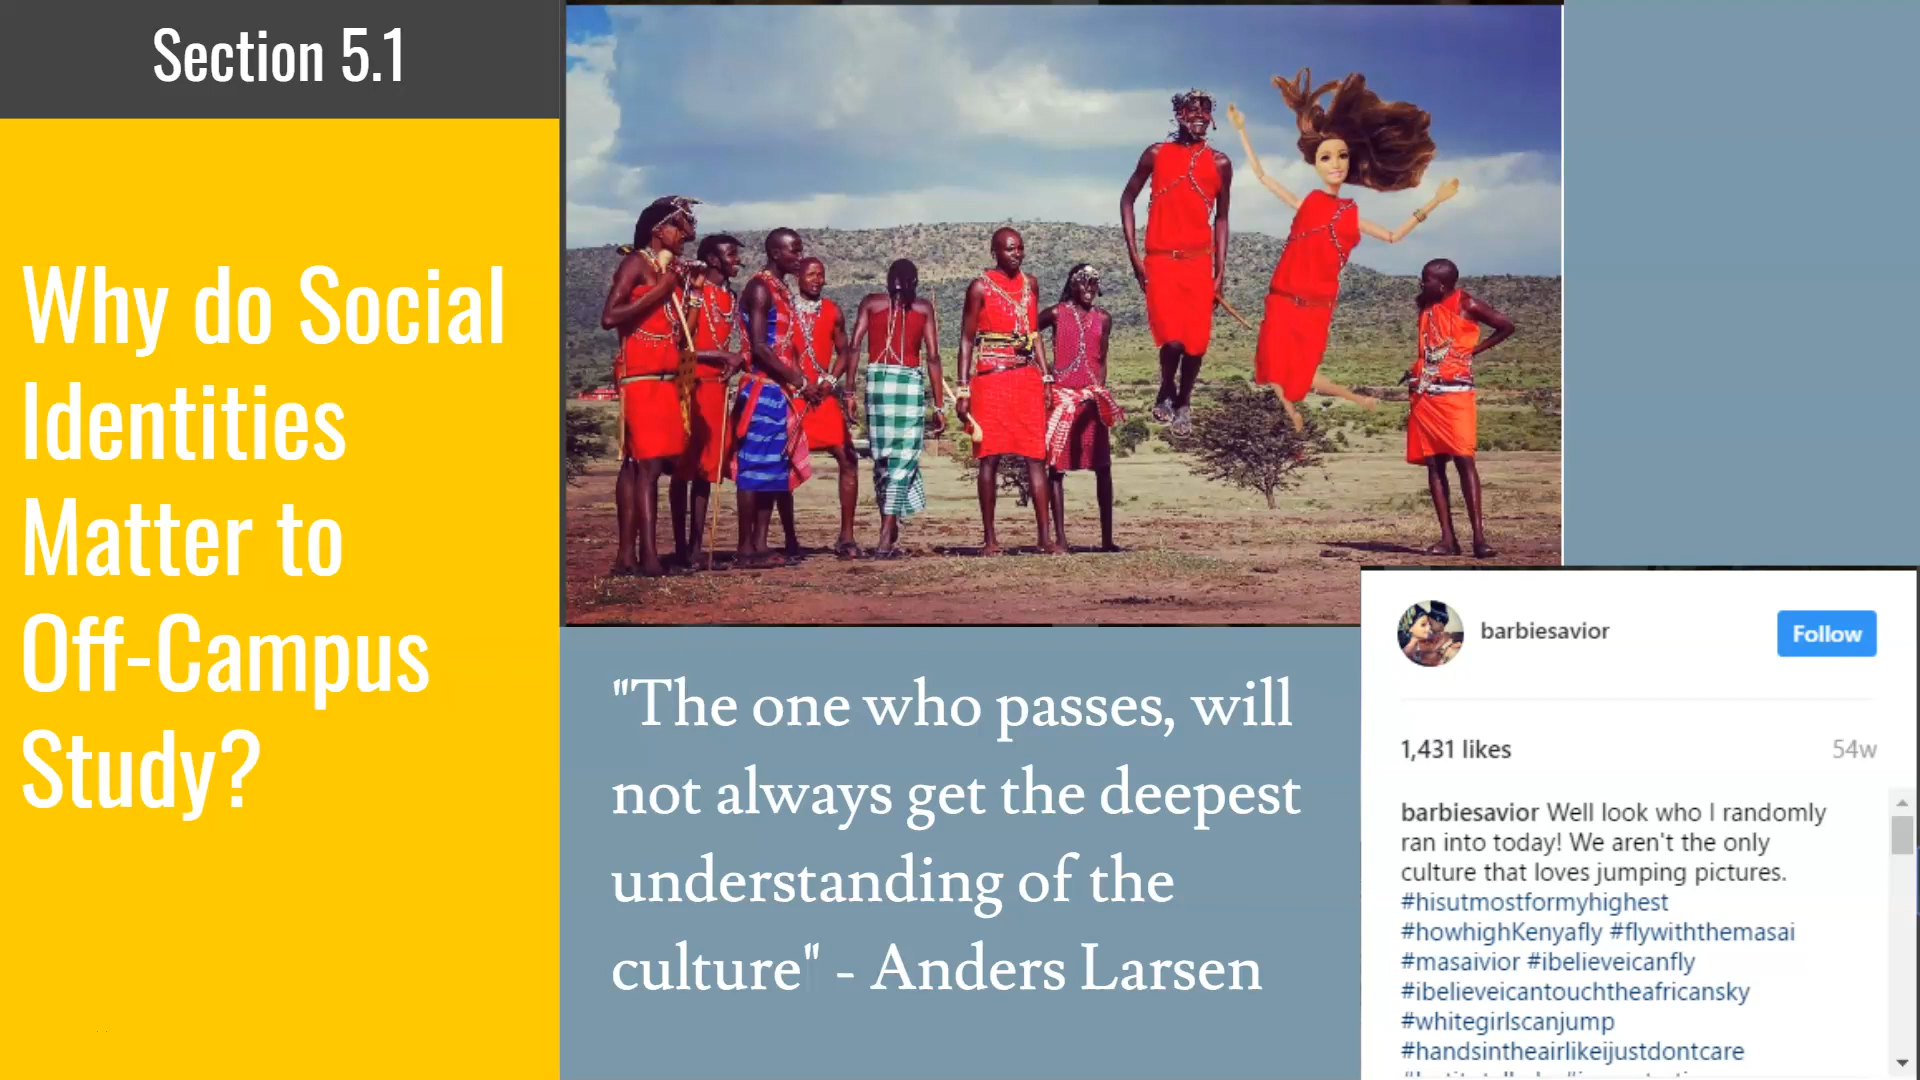 Section 5.1
Why do Social
Identities
Matter to
Off-Campus
Study?
"The one who passes, will
not always get the deepest
understanding of the
culture" - Anders Larsen
barbiesavior
Follow
1,431 likes
54w
barbiesavior Well look who I randomly
ran into today! We aren't the only
culture that loves jumping pictures.
#hisutmostformyhighest
#howhighKenyafly #flywiththemasai
#masaivior #ibelieveicanfly
#ibelieveicantouchtheafricansky
#whitegirlscanjump
#handsintheairlikeijustdontcare